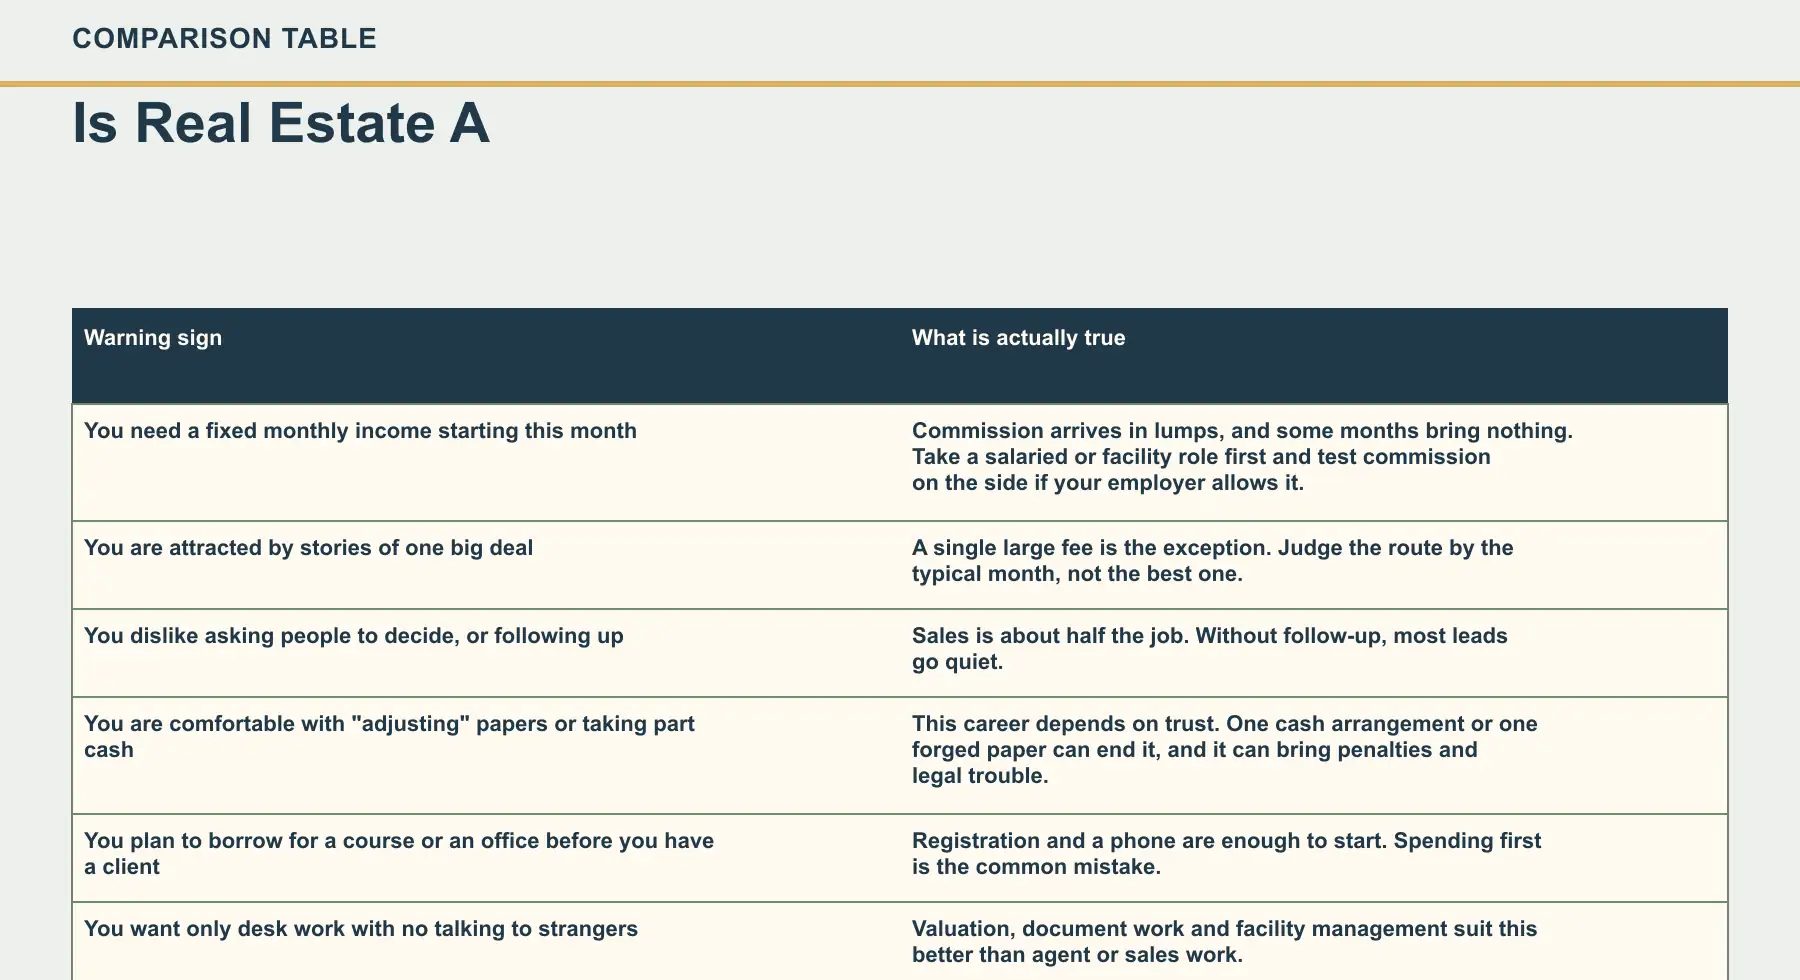 COMPARISON TABLE
Is Real Estate A
Warning sign
What is actually true
You need a fixed monthly income starting this month
Commission arrives in lumps, and some months bring nothing.
Take a salaried or facility role first and test commission
on the side if your employer allows it.
You are attracted by stories of one big deal
A single large fee is the exception. Judge the route by the
typical month, not the best one.
You dislike asking people to decide, or following up
Sales is about half the job. Without follow-up, most leads
go quiet.
You are comfortable with "adjusting" papers or taking part
cash
This career depends on trust. One cash arrangement or one
forged paper can end it, and it can bring penalties and
legal trouble.
You plan to borrow for a course or an office before you have
a client
Registration and a phone are enough to start. Spending first
is the common mistake.
You want only desk work with no talking to strangers
Valuation, document work and facility management suit this
better than agent or sales work.